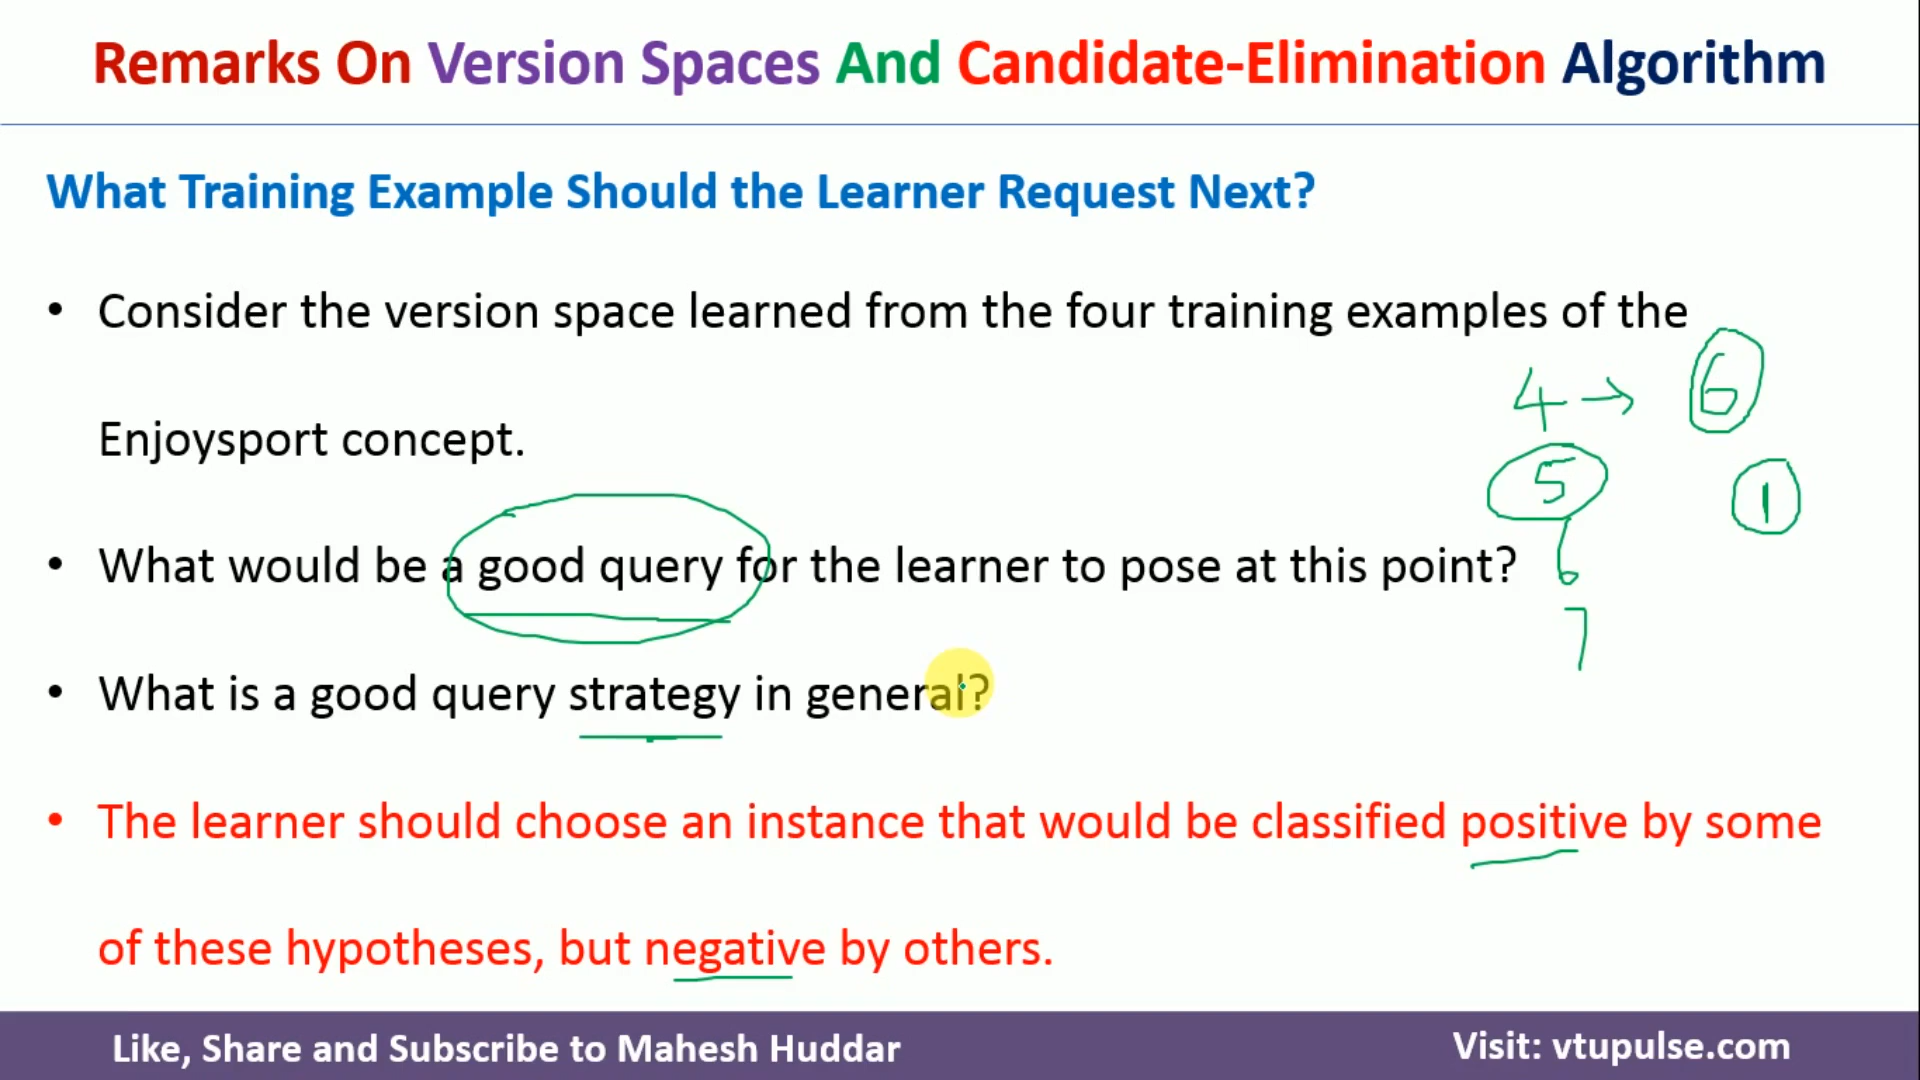 Remarks On Version Spaces And Candidate-Elimination Algorithm
What Training Example Should the Learner Request Next?
• Consider the version space learned from the four training examples of the
4 → 6
Enjoysport concept.
5 1
• What would be a good query for the learner to pose at this point?
6
7
• What is a good query strategy in general?
• The learner should choose an instance that would be classified positive by some
of these hypotheses, but negative by others.
Like, Share and Subscribe to Mahesh Huddar
Visit: vtupulse.com